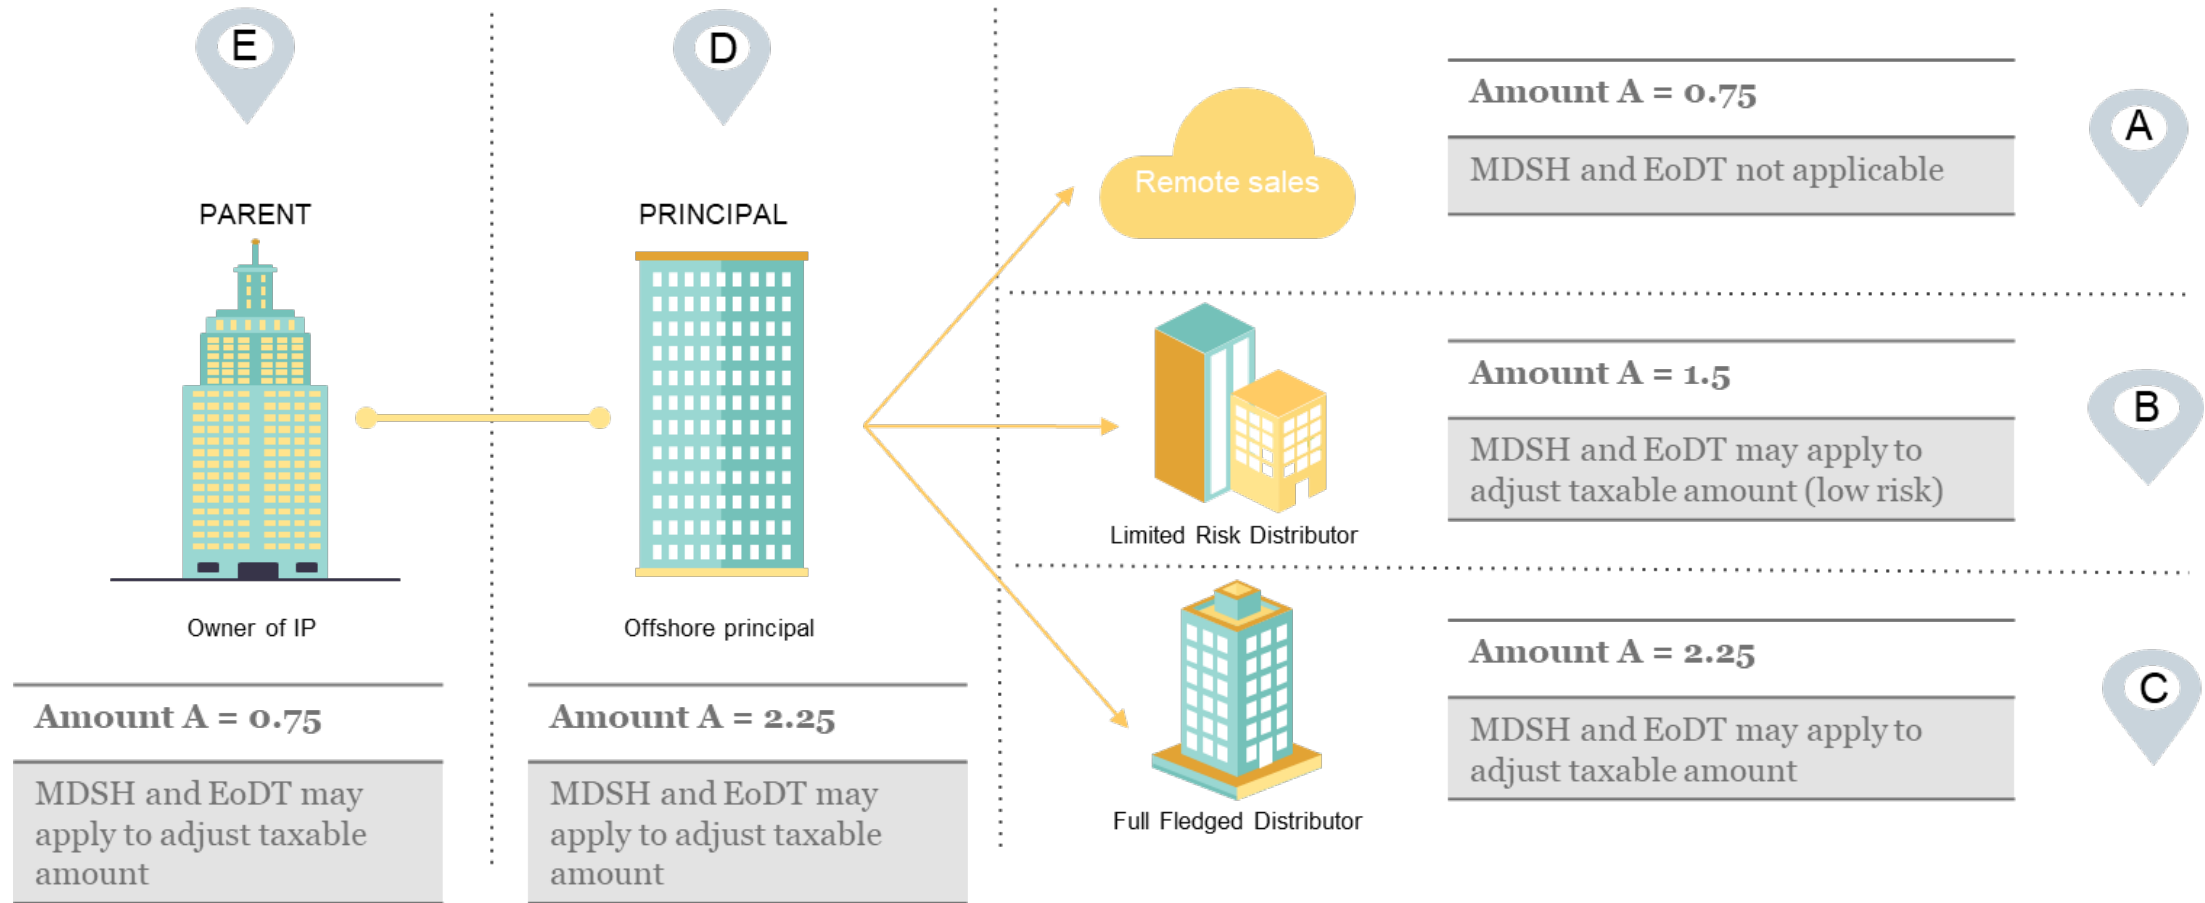 E
PARENT
Owner of IP
Amount A = 0.75
MDSH and EoDT may
apply to adjust taxable
amount
D
PRINCIPAL
Offshore principal
Amount A = 2.25
MDSH and EoDT may
apply to adjust taxable
amount
Remote sales
Amount A = 0.75
MDSH and EoDT not applicable
A
Limited Risk Distributor
Amount A = 1.5
MDSH and EoDT may apply to
adjust taxable amount (low risk)
B
Full Fledged Distributor
Amount A = 2.25
MDSH and EoDT may apply to
adjust taxable amount
C